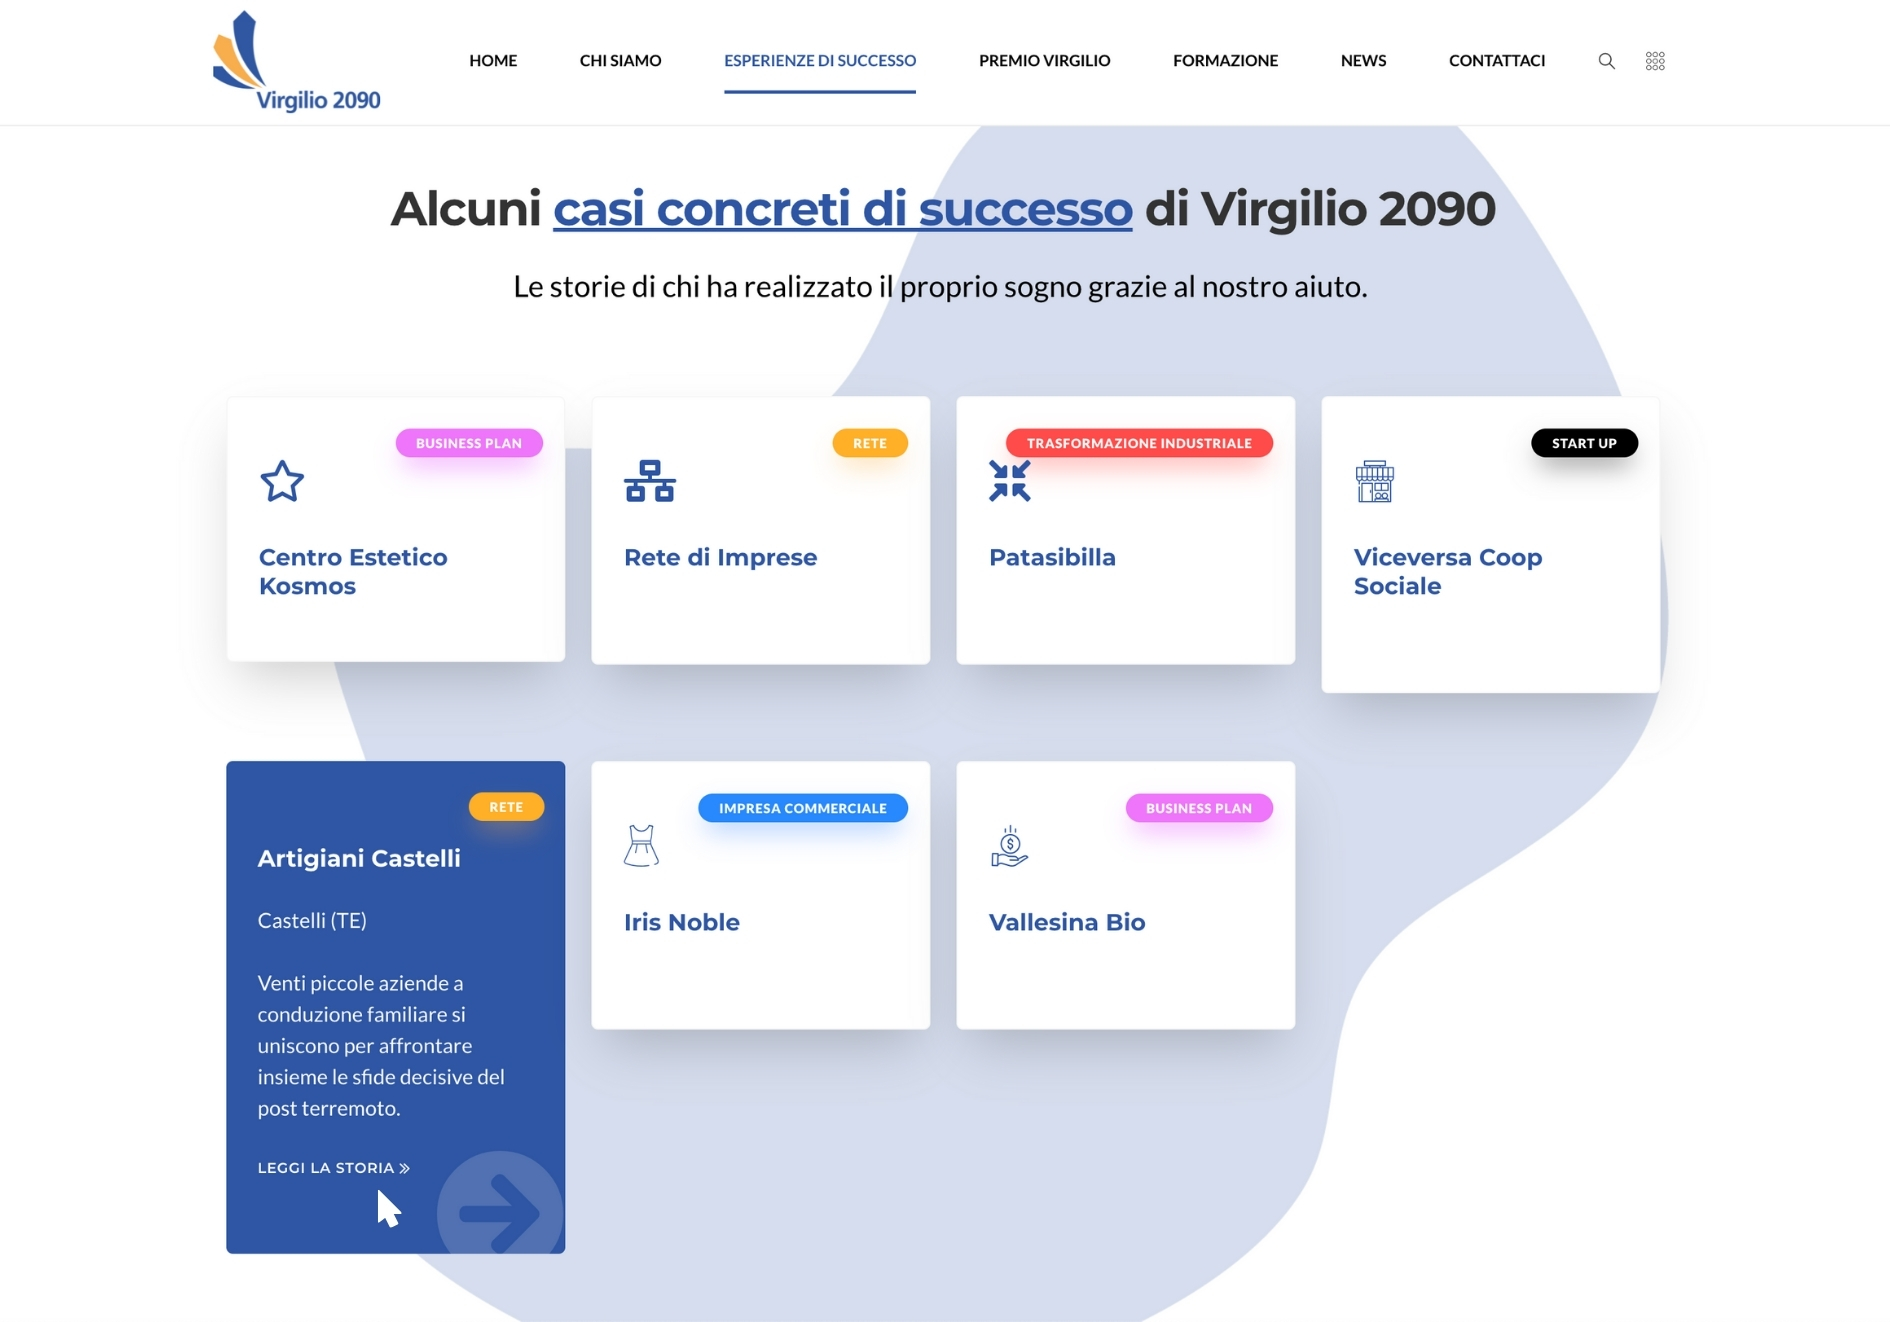 Virgilio 2090
HOME
CHI SIAMO
ESPERIENZE DI SUCCESSO
PREMIO VIRGILIO
FORMAZIONE
NEWS
CONTATTACI
Alcuni casi concreti di successo di Virgilio 2090
Le storie di chi ha realizzato il proprio sogno grazie al nostro aiuto.
BUSINESS PLAN
Centro Estetico
Kosmos
RETE
Rete di Imprese
TRASFORMAZIONE INDUSTRIALE
Patasibilla
START UP
Viceversa Coop
Sociale
RETE
Artigiani Castelli
Castelli (TE)
Venti piccole aziende a
conduzione familiare si
uniscono per affrontare
insieme le sfide decisive del
post terremoto.
LEGGI LA STORIA »
IMPRESA COMMERCIALE
Iris Noble
BUSINESS PLAN
Vallesina Bio